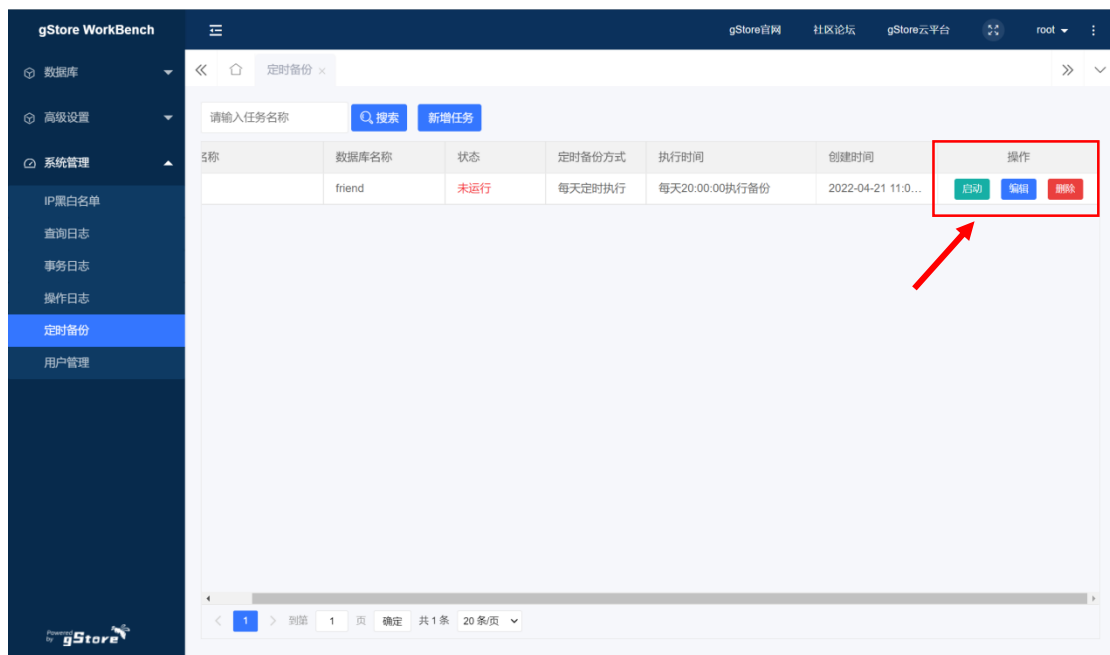 gStore WorkBench
gStore官网 社区论坛 gStore云平台 root
数据库
定时备份 ×
高级设置
请输入任务名称 搜索 新增任务
系统管理
名称 数据库名称 状态 定时备份方式 执行时间 创建时间 操作
friend 未运行 每天定时执行 每天20:00:00执行备份 2022-04-21 11:0... 启动 编辑 删除
IP黑白名单
查询日志
事务日志
操作日志
定时备份
用户管理
1 到第 1 页 确定 共1条 20条/页
Powered by gStore